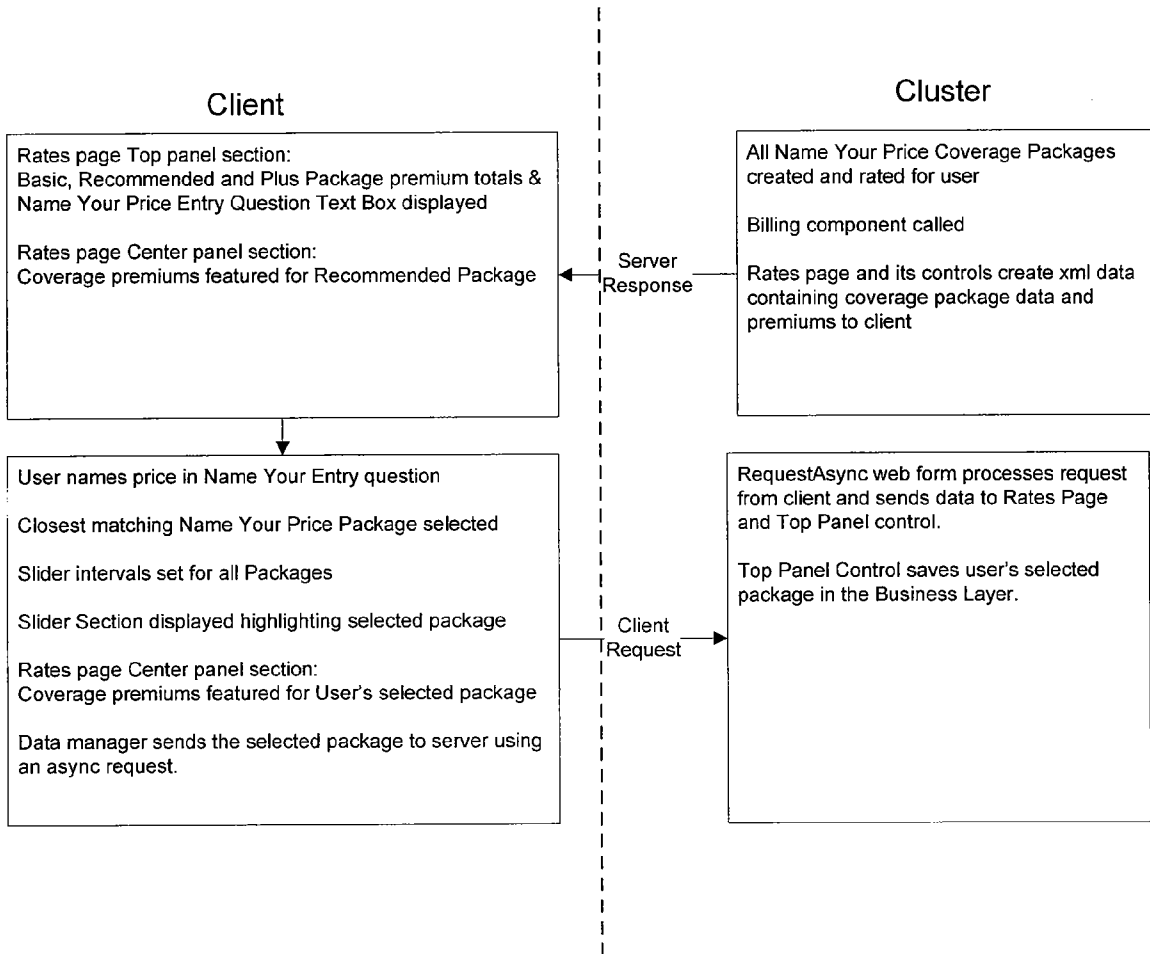 Client
Cluster
Rates page Top panel section:
Basic, Recommended and Plus Package premium totals &
Name Your Price Entry Question Text Box displayed
Rates page Center panel section:
Coverage premiums featured for Recommended Package
Server
Response
All Name Your Price Coverage Packages
created and rated for user
Billing component called
Rates page and its controls create xml data
containing coverage package data and
premiums to client
User names price in Name Your Entry question
Closest matching Name Your Price Package selected
Slider intervals set for all Packages
Slider Section displayed highlighting selected package
Rates page Center panel section:
Coverage premiums featured for User's selected package
Data manager sends the selected package to server using
an async request.
Client
Request
RequestAsync web form processes request
from client and sends data to Rates Page
and Top Panel control.
Top Panel Control saves user's selected
package in the Business Layer.